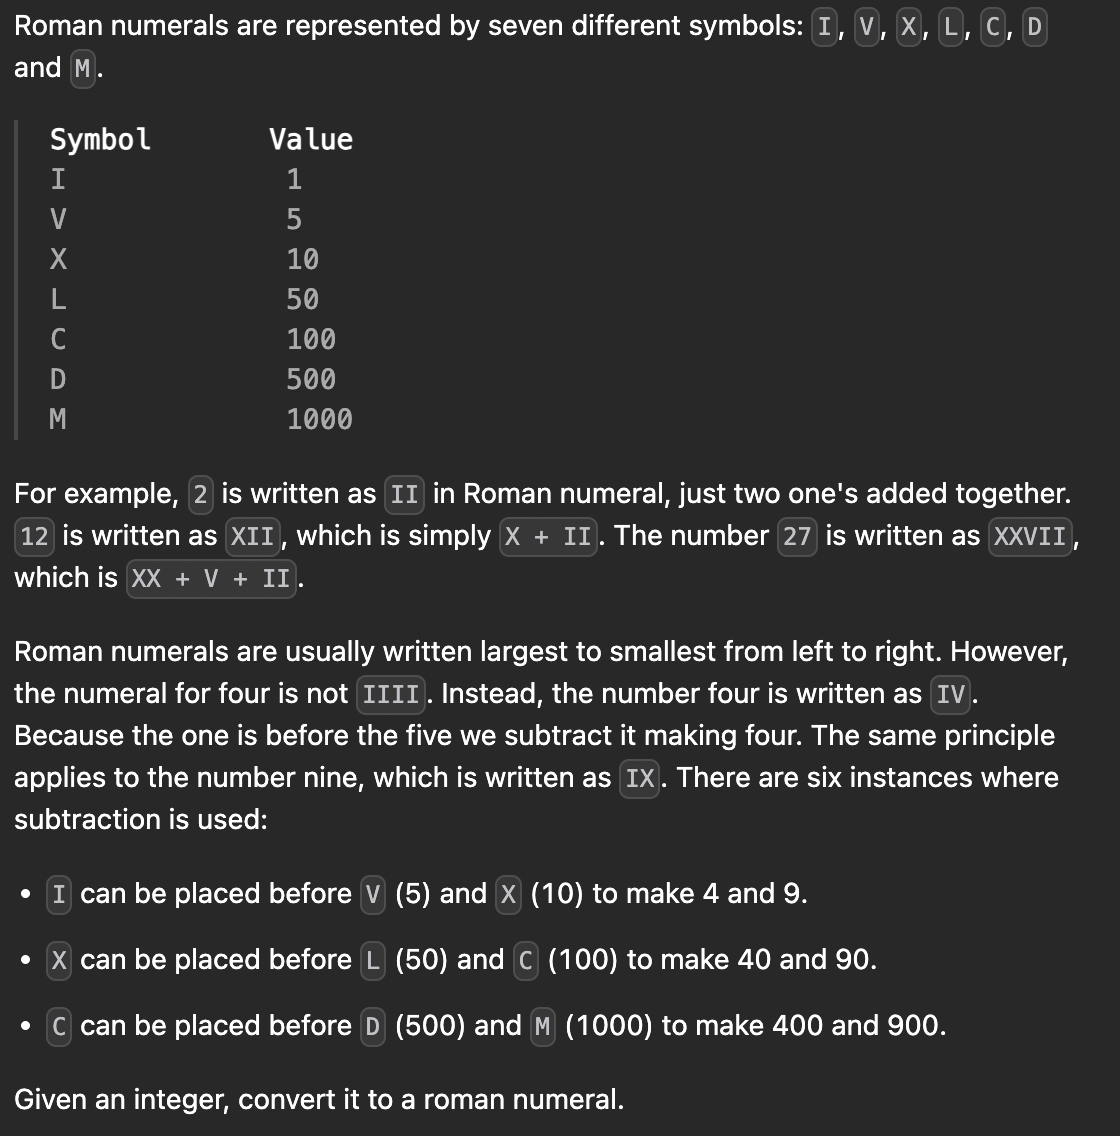 Roman numerals are represented by seven different symbols: I, V, X, L, C, D
and M.
Symbol Value
I 1
V 5
X 10
L 50
C 100
D 500
M 1000
For example, 2 is written as II in Roman numeral, just two one's added together.
12 is written as XII, which is simply X + II. The number 27 is written as XXVII,
which is XX + V + II.
Roman numerals are usually written largest to smallest from left to right. However,
the numeral for four is not IIII. Instead, the number four is written as IV.
Because the one is before the five we subtract it making four. The same principle
applies to the number nine, which is written as IX. There are six instances where
subtraction is used:
• I can be placed before V (5) and X (10) to make 4 and 9.
• X can be placed before L (50) and C (100) to make 40 and 90.
• C can be placed before D (500) and M (1000) to make 400 and 900.
Given an integer, convert it to a roman numeral.